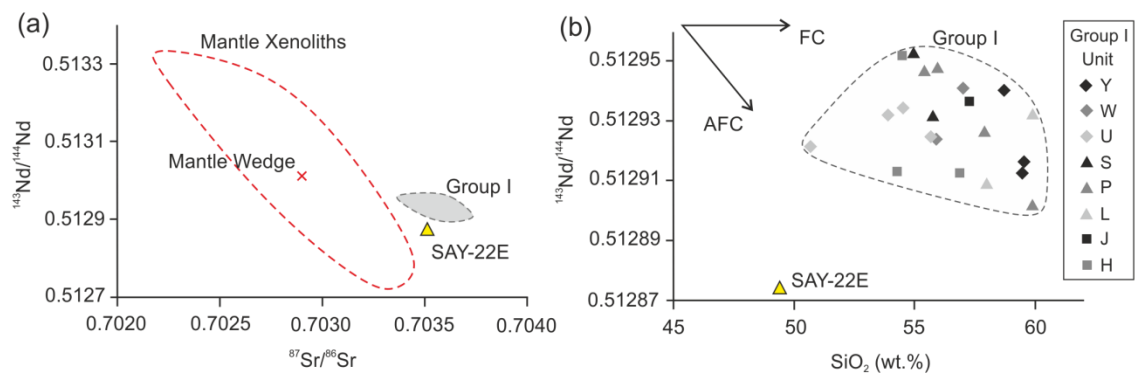 (a)
Mantle Xenoliths
Mantle Wedge
Group I
SAY-22E
0.5133
0.5131
0.5129
0.5127
¹⁴³Nd/¹⁴⁴Nd
0.7020
0.7025
0.7030
0.7035
0.7040
⁸⁷Sr/⁸⁶Sr
(b)
FC
AFC
Group I
SAY-22E
0.51295
0.51293
0.51291
0.51289
0.51287
¹⁴³Nd/¹⁴⁴Nd
45
50
55
60
SiO₂ (wt.%)
Group I
Unit
Y
W
U
S
P
L
J
H